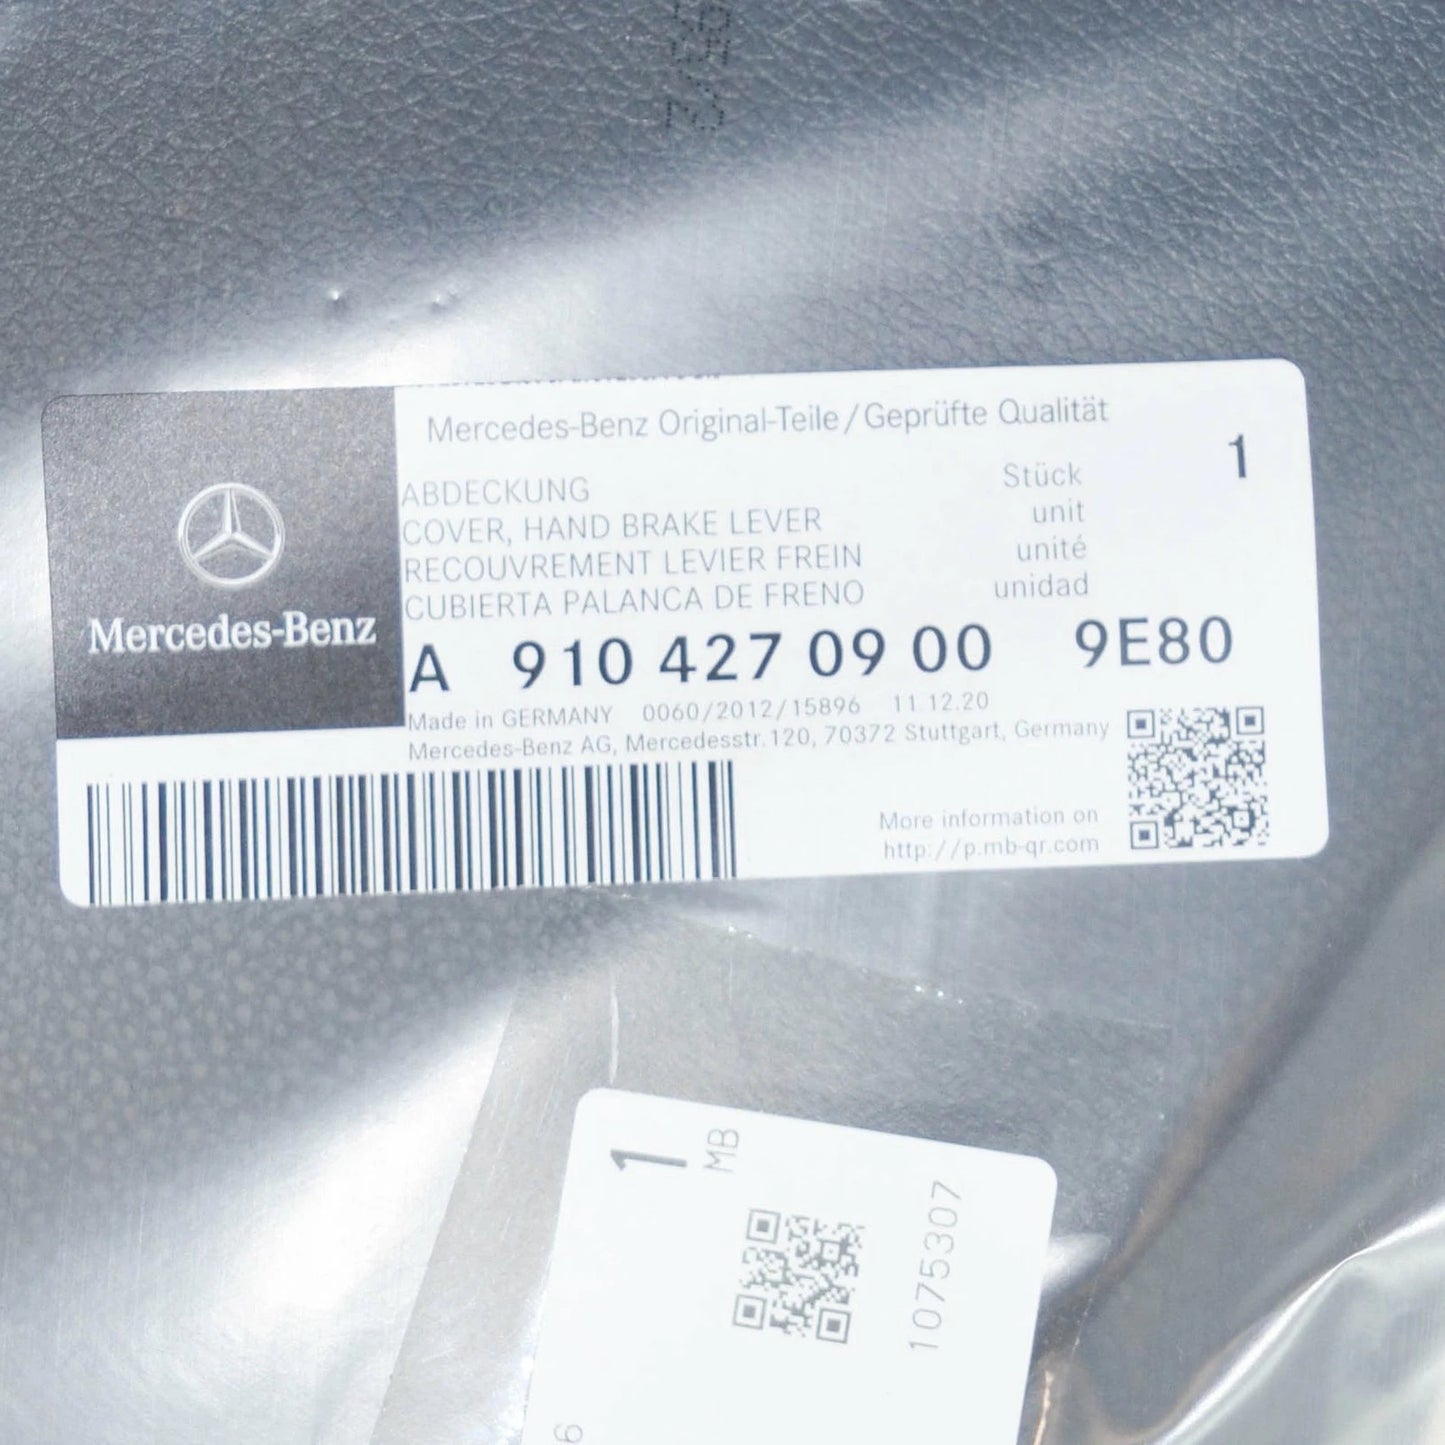 Mercedes-Benz
Mercedes-Benz Original-Teile / Geprüfte Qualität
ABDECKUNG
COVER, HAND BRAKE LEVER
RECOUVREMENT LEVIER FREIN
CUBIERTA PALANCA DE FRENO
Stück 1
unit
unité
unidad
A 910 427 09 00 9E80
Made in GERMANY 0060/2012/15896 11.12.20
Mercedes-Benz AG, Mercedesstr. 120, 70372 Stuttgart, Germany
More information on
http://p.mb-qr.com
1
MB
1075307
6